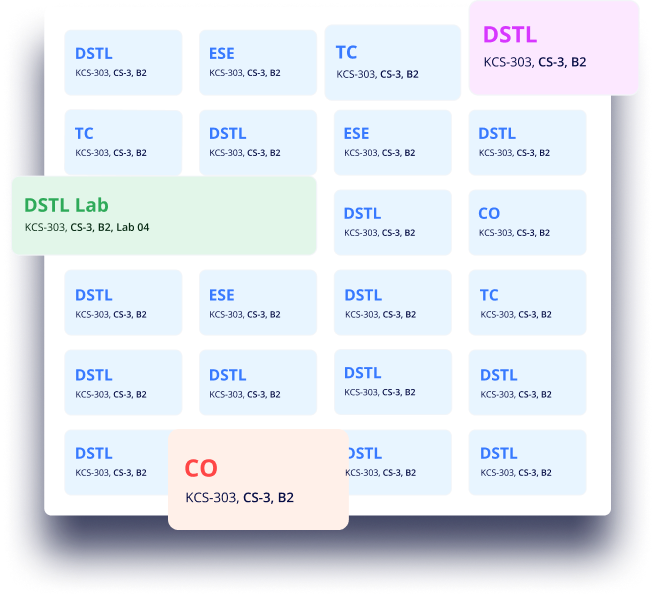 DSTL
KCS-303, CS-3, B2
ESE
KCS-303, CS-3, B2
TC
KCS-303, CS-3, B2
DSTL
KCS-303, CS-3, B2
TC
KCS-303, CS-3, B2
DSTL
KCS-303, CS-3, B2
ESE
KCS-303, CS-3, B2
DSTL
KCS-303, CS-3, B2
DSTL Lab
KCS-303, CS-3, B2, Lab 04
DSTL
KCS-303, CS-3, B2
CO
KCS-303, CS-3, B2
DSTL
KCS-303, CS-3, B2
ESE
KCS-303, CS-3, B2
DSTL
KCS-303, CS-3, B2
TC
KCS-303, CS-3, B2
DSTL
KCS-303, CS-3, B2
DSTL
KCS-303, CS-3, B2
DSTL
KCS-303, CS-3, B2
DSTL
KCS-303, CS-3, B2
DSTL
KCS-303, CS-3, B2
CO
KCS-303, CS-3, B2
DSTL
KCS-303, CS-3, B2
DSTL
KCS-303, CS-3, B2